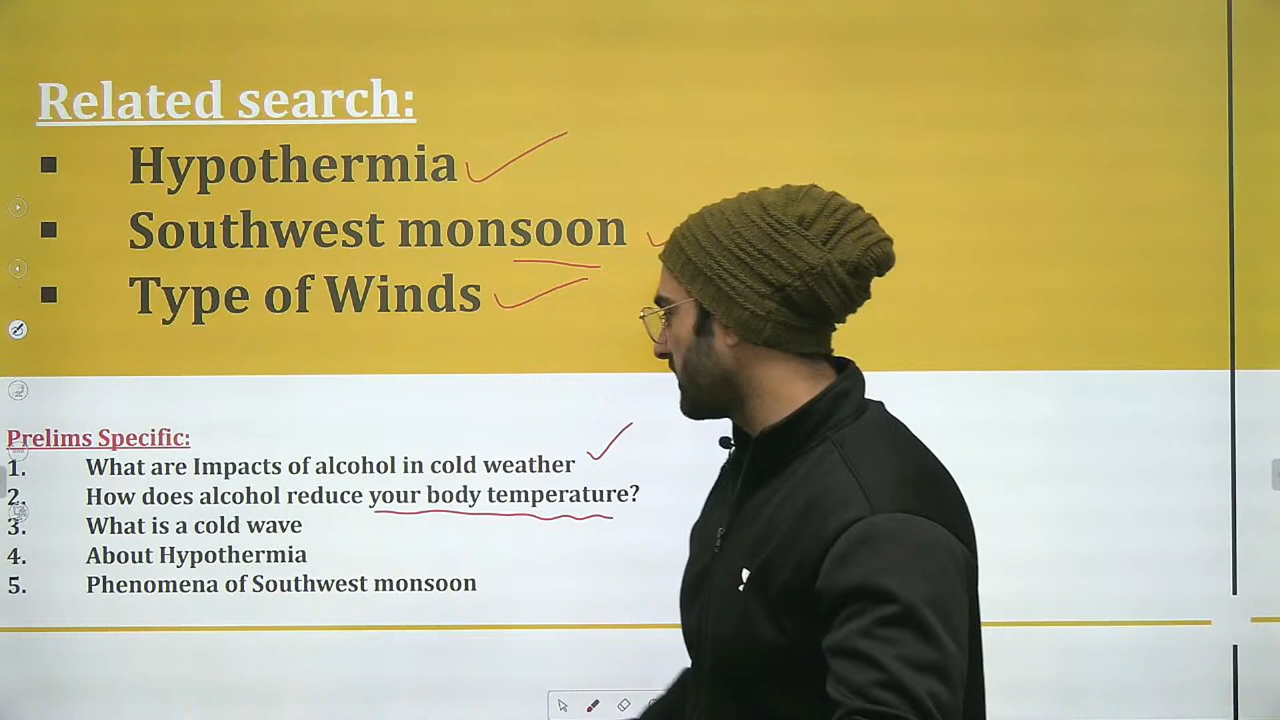 Related search:
▪ Hypothermia
▪ Southwest monsoon
▪ Type of Winds
Prelims Specific:
1. What are Impacts of alcohol in cold weather
2. How does alcohol reduce your body temperature?
3. What is a cold wave
4. About Hypothermia
5. Phenomena of Southwest monsoon